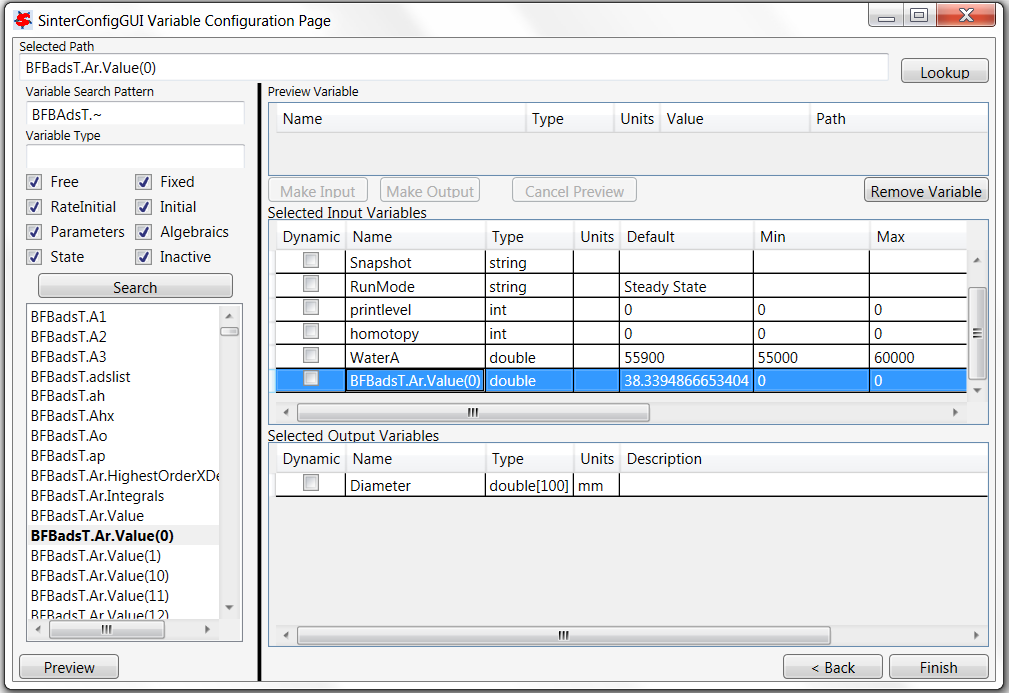 SinterConfigGUI Variable Configuration Page
Selected Path
BFBadsT.Ar.Value(0)
Lookup
Variable Search Pattern
BFBAdsT.~
Variable Type
Free Fixed
RateInitial Initial
Parameters Algebraics
State Inactive
Search
BFBadsT.A1
BFBadsT.A2
BFBadsT.A3
BFBadsT.adslist
BFBadsT.ah
BFBadsT.Ahx
BFBadsT.Ao
BFBadsT.ap
BFBadsT.Ar.HighestOrderXDe
BFBadsT.Ar.Integrals
BFBadsT.Ar.Value
BFBadsT.Ar.Value(0)
BFBadsT.Ar.Value(1)
BFBadsT.Ar.Value(10)
BFBadsT.Ar.Value(11)
BFBadsT.Ar.Value(12)
Preview
Preview Variable
Name Type Units Value Path
Make Input Make Output Cancel Preview Remove Variable
Selected Input Variables
Dynamic Name Type Units Default Min Max
Snapshot string
RunMode string Steady State
printlevel int 0 0 0
homotopy int 0 0 0
WaterA double 55900 55000 60000
BFBadsT.Ar.Value(0) double 38.3394866653404 0 0
Selected Output Variables
Dynamic Name Type Units Description
Diameter double[100] mm
< Back Finish